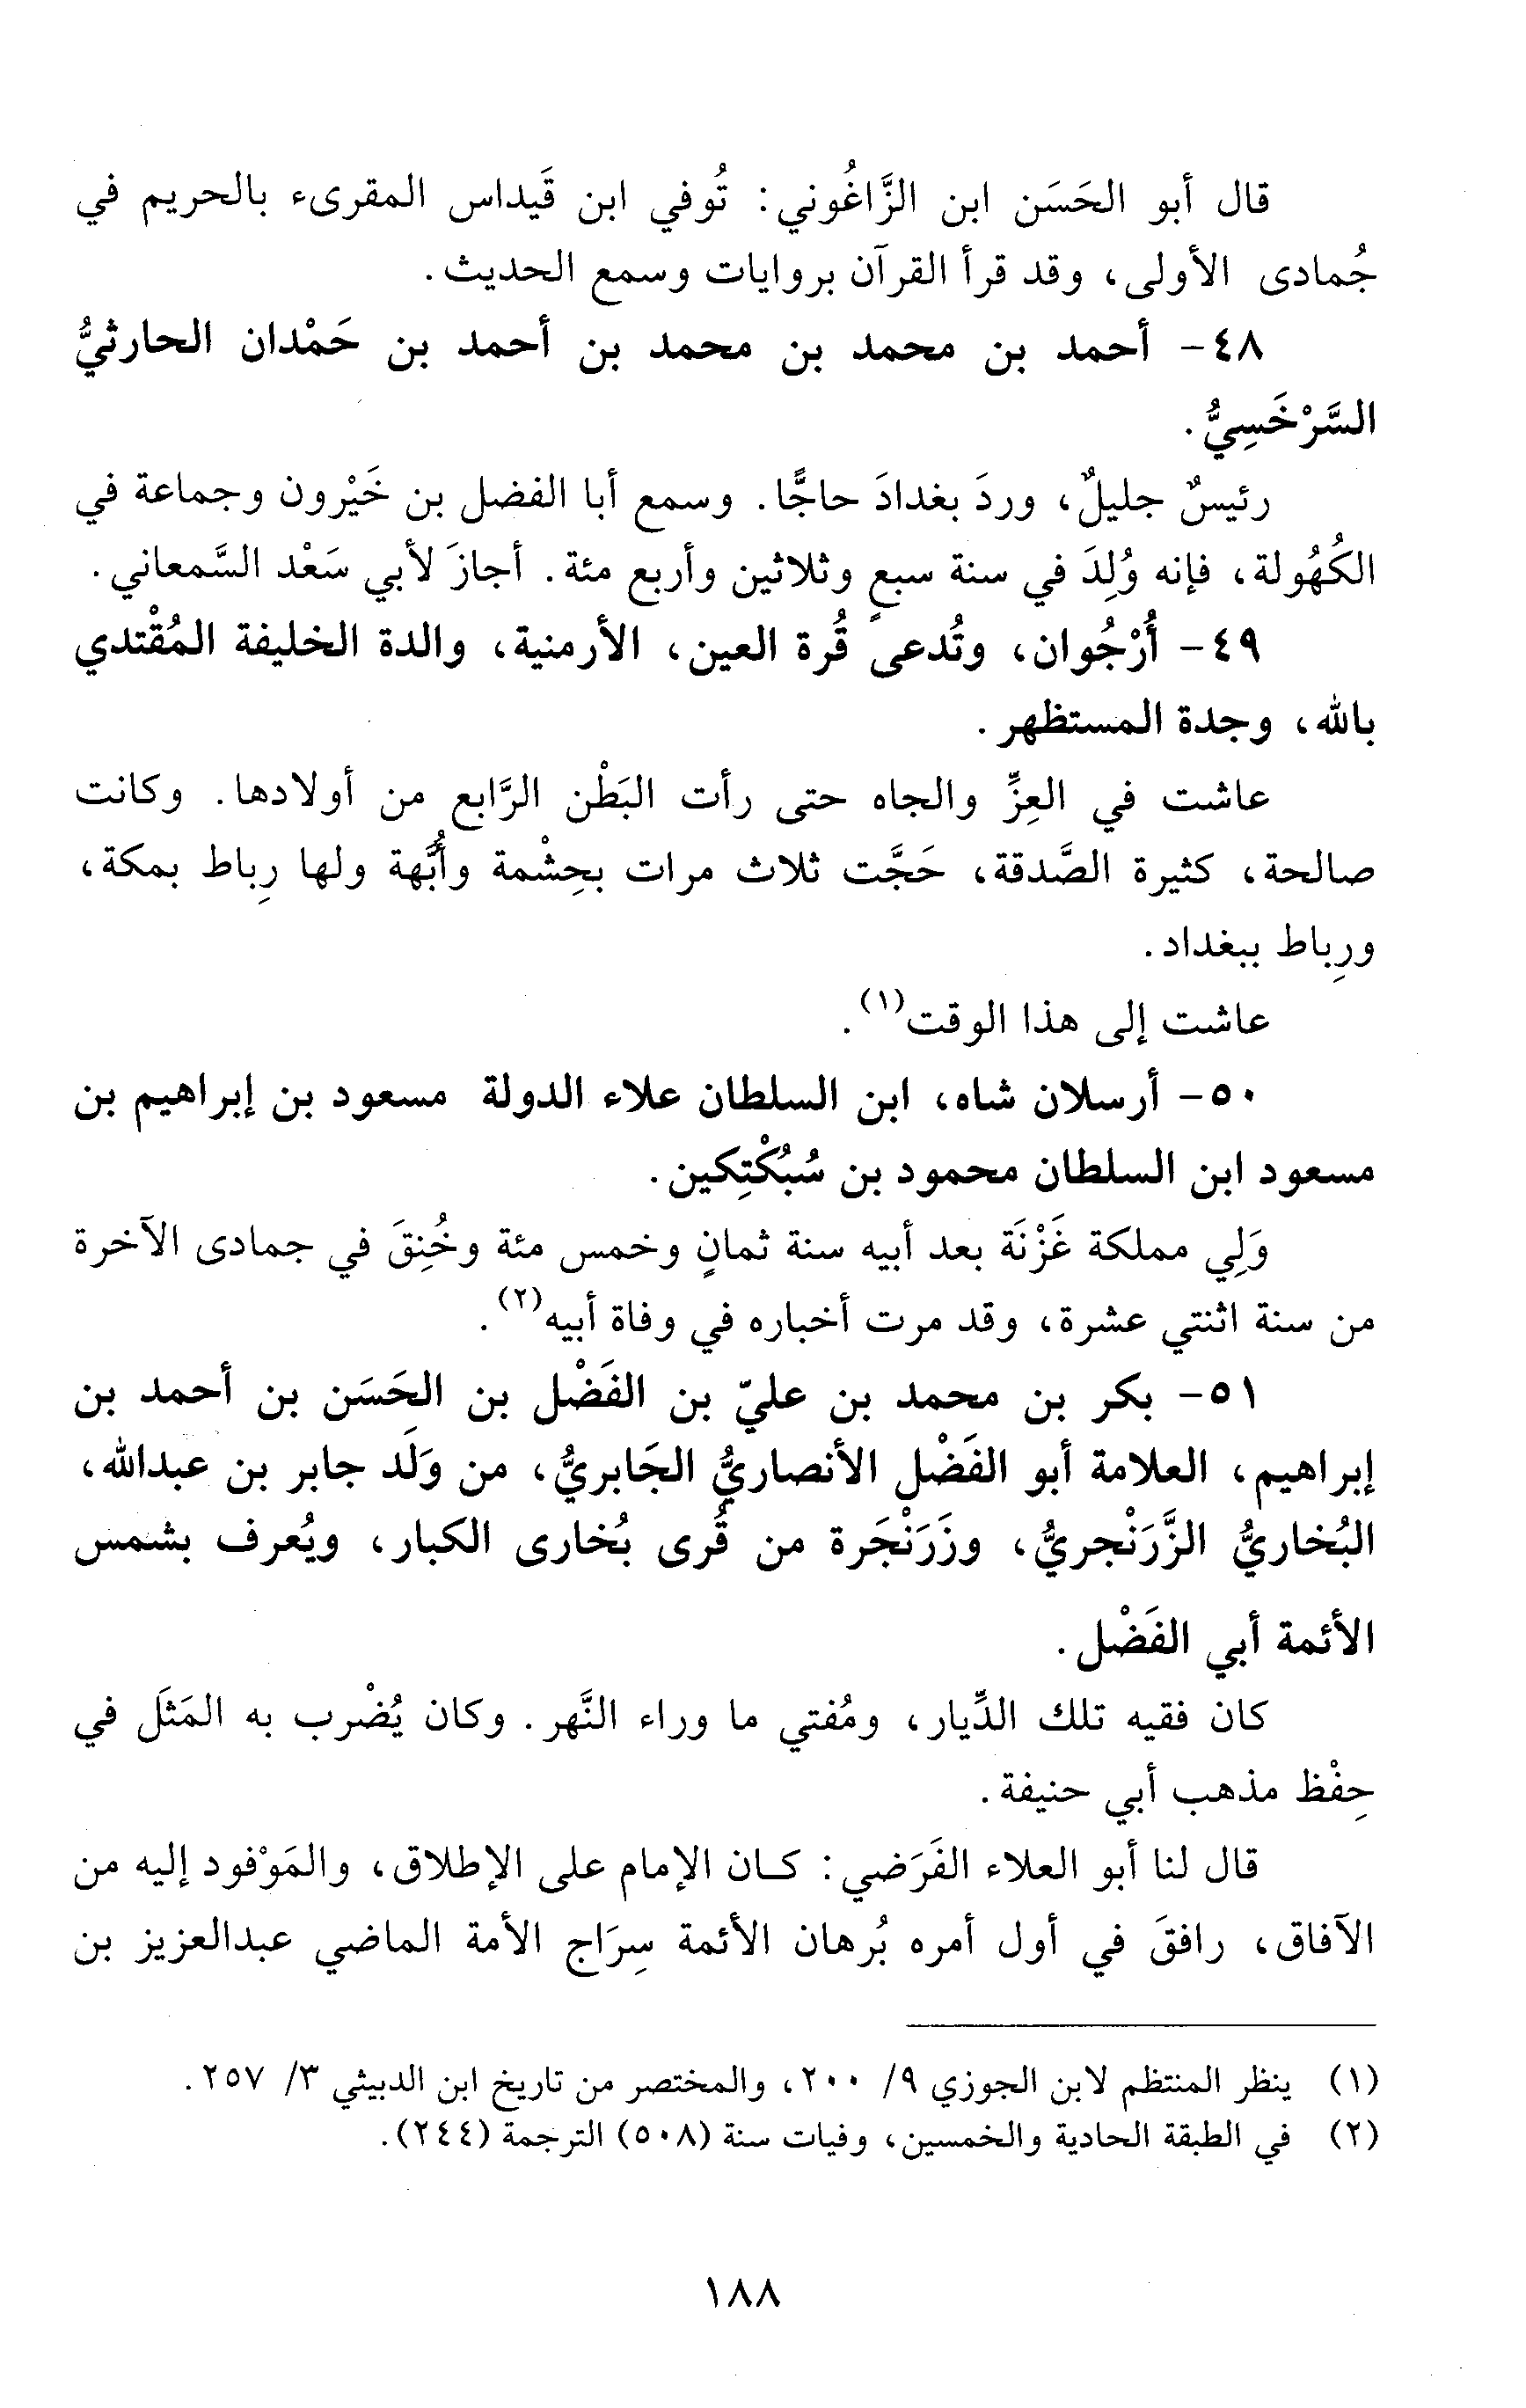 قال أبو الحَسَن ابن الزَّاغُوني: تُوفي ابن قَيداس المقرىء بالحريم في
جُمادى الأولى، وقد قرأ القرآن بروايات وسمع الحديث.
٤٨- أحمد بن محمد بن محمد بن أحمد بن حَمْدان الحارثيُّ
السَّرْخَسِيُّ.
رئيسٌ جليلٌ، وردَ بغدادَ حاجًّا. وسمع أبا الفضل بن خَيْرون وجماعة في
الكُهُولة، فإنه وُلِدَ في سنة سبعٍ وثلاثين وأربع مئة. أجازَ لأبي سَعْد السَّمعاني.
٤٩- أُرْجُوان، وتُدعى قُرة العين، الأرمنية، والدة الخليفة المُقْتدي
بالله، وجدة المستظهر.
عاشت في العِزِّ والجاه حتى رأت البَطْن الرَّابع من أولادها. وكانت
صالحة، كثيرة الصَّدقة، حَجَّت ثلاث مرات بحِشْمة وأُبَّهة ولها رِباط بمكة،
ورِباط ببغداد.
عاشت إلى هذا الوقت(١).
٥٠- أرسلان شاه، ابن السلطان علاء الدولة مسعود بن إبراهيم بن
مسعود ابن السلطان محمود بن سُبُكْتِكين.
وَلِي مملكة غَزْنَة بعد أبيه سنة ثمانٍ وخمس مئة وخُنِقَ في جمادى الآخرة
من سنة اثنتي عشرة، وقد مرت أخباره في وفاة أبيه(٢).
٥١- بكر بن محمد بن عليّ بن الفَضْل بن الحَسَن بن أحمد بن
إبراهيم، العلامة أبو الفَضْل الأنصاريُّ الجَابريُّ، من وَلَد جابر بن عبدالله،
البُخاريُّ الزَّرَنْجريُّ، وزَرَنْجَرة من قُرى بُخارى الكبار، ويُعرف بشمس
الأئمة أبي الفَضْل.
كان فقيه تلك الدِّيار، ومُفتي ما وراء النَّهر. وكان يُضْرب به المَثَل في
حِفْظ مذهب أبي حنيفة.
قال لنا أبو العلاء الفَرَضي: كان الإمام على الإطلاق، والمَوْفود إليه من
الآفاق، رافقَ في أول أمره بُرهان الأئمة سِرَاج الأمة الماضي عبدالعزيز بن
(١) ينظر المنتظم لابن الجوزي ٩/ ٢٠٠، والمختصر من تاريخ ابن الدبيثي ٣/ ٢٥٧.
(٢) في الطبقة الحادية والخمسين، وفيات سنة (٥٠٨) الترجمة (٢٤٤).
١٨٨